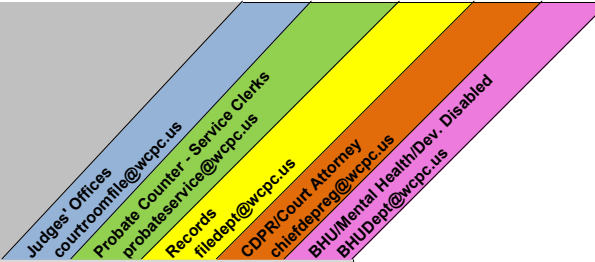 Judges' Offices
courtroomfile@wcpc.us
Probate Counter - Service Clerks
probateservice@wcpc.us
Records
filedept@wcpc.us
CDPR/Court Attorney
chiefdepreg@wcpc.us
BHU/Mental Health/Dev. Disabled
BHUDept@wcpc.us